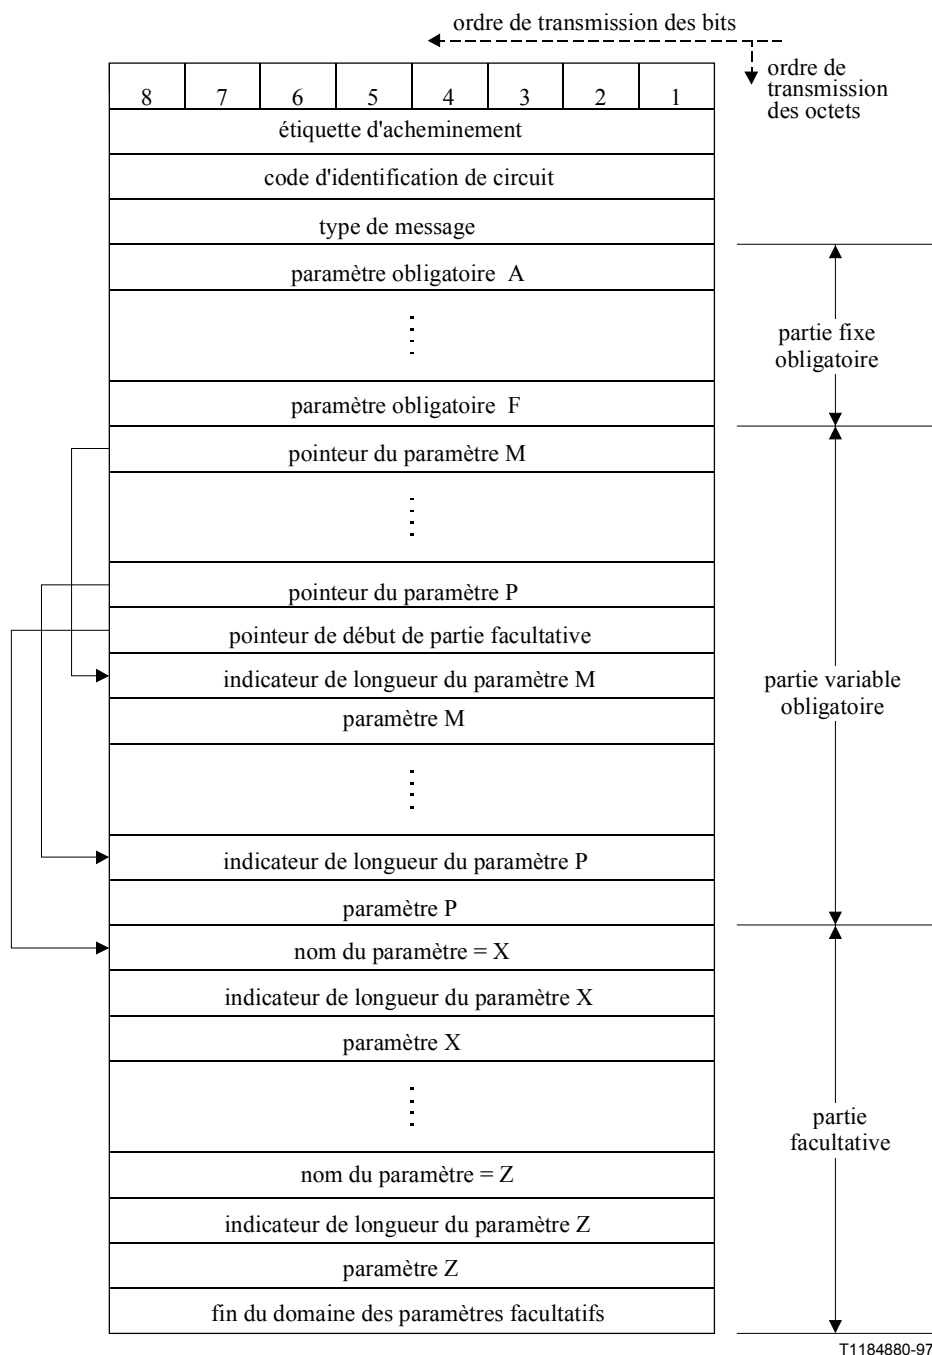 ordre de transmission des bits
ordre de
transmission
des octets
8 7 6 5 4 3 2 1
étiquette d'acheminement
code d'identification de circuit
type de message
paramètre obligatoire A
partie fixe
obligatoire
paramètre obligatoire F
pointeur du paramètre M
pointeur du paramètre P
pointeur de début de partie facultative
indicateur de longueur du paramètre M
partie variable
obligatoire
paramètre M
indicateur de longueur du paramètre P
paramètre P
nom du paramètre = X
indicateur de longueur du paramètre X
paramètre X
partie
facultative
nom du paramètre = Z
indicateur de longueur du paramètre Z
paramètre Z
fin du domaine des paramètres facultatifs
T1184880-97